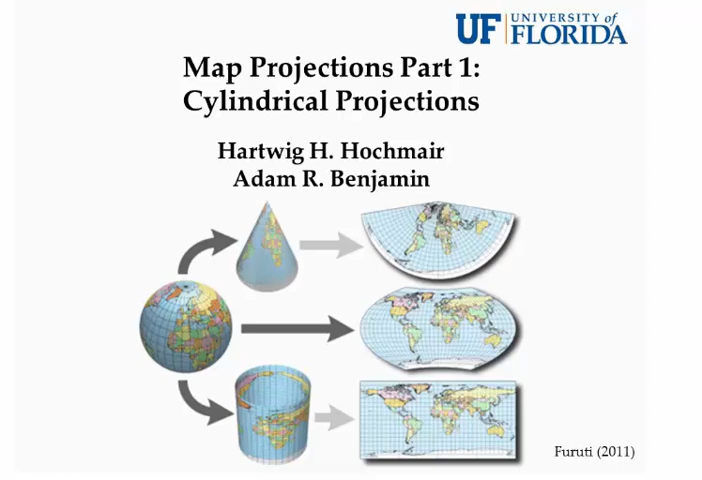 UF UNIVERSITY of
FLORIDA
Map Projections Part 1:
Cylindrical Projections
Hartwig H. Hochmair
Adam R. Benjamin
Furuti (2011)